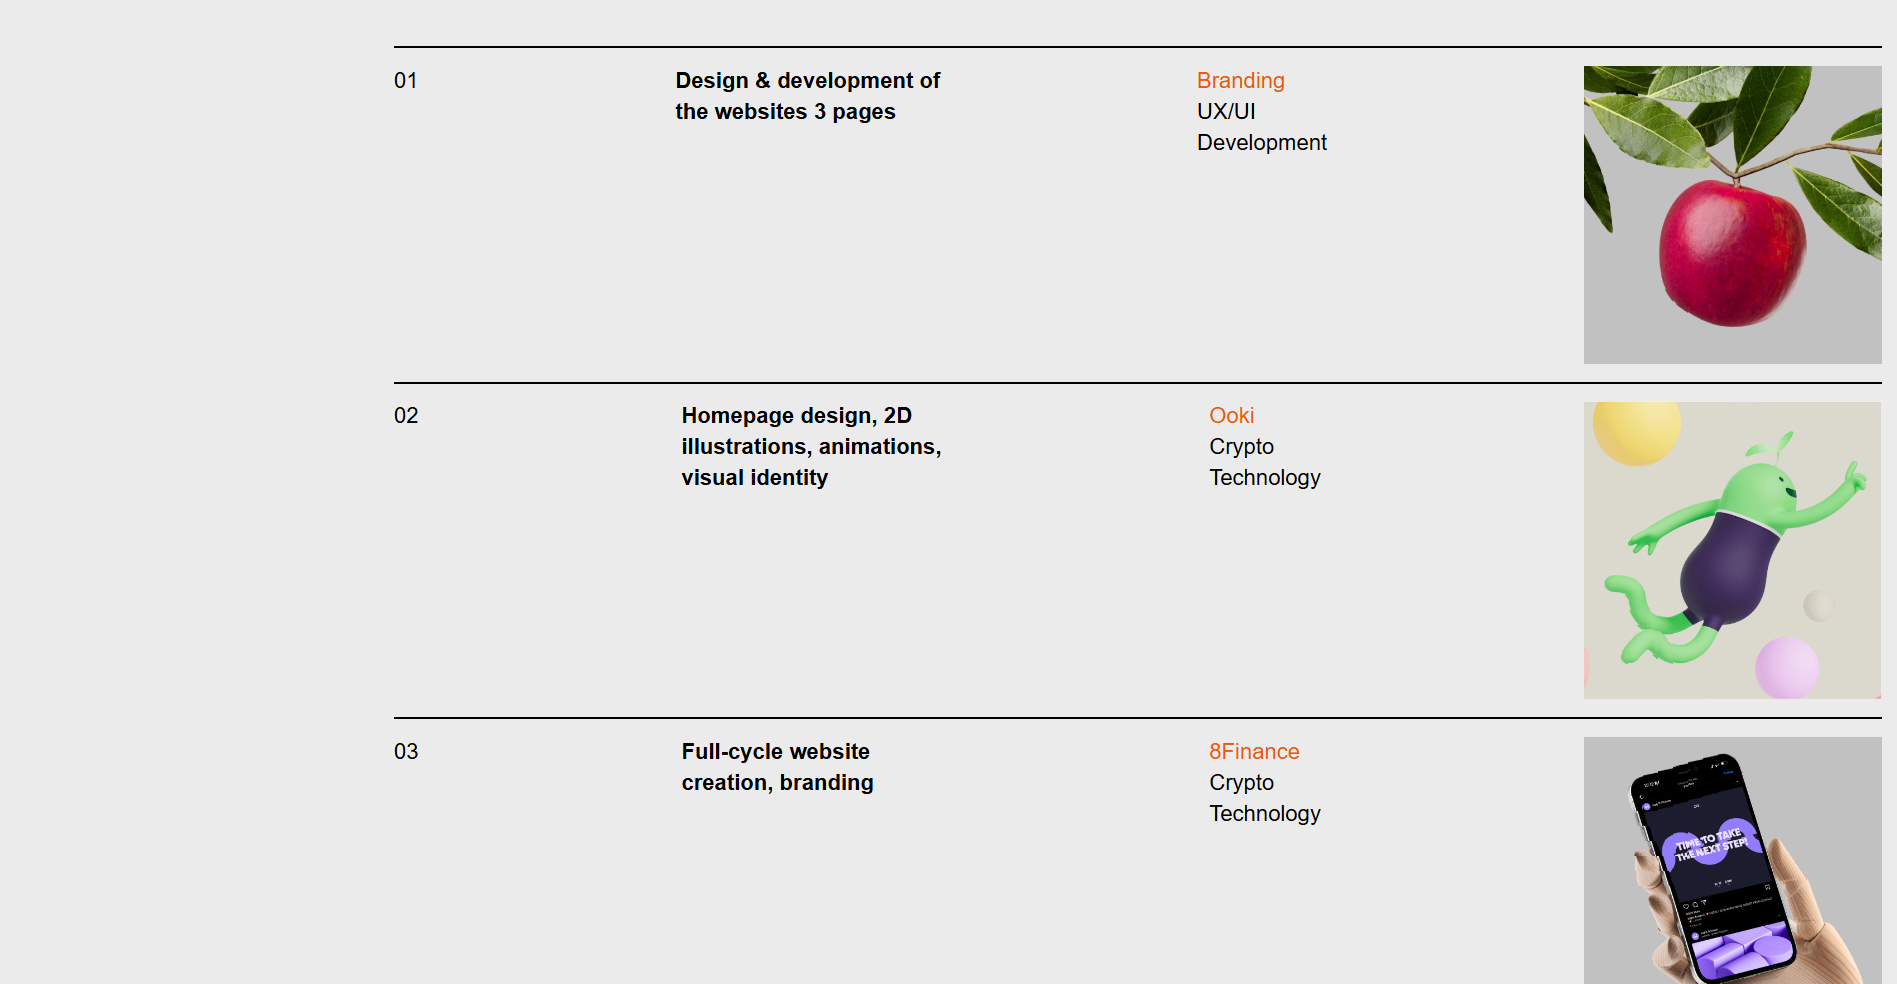 01
Design & development of
the websites 3 pages
Branding
UX/UI
Development
02
Homepage design, 2D
illustrations, animations,
visual identity
Ooki
Crypto
Technology
03
Full-cycle website
creation, branding
8Finance
Crypto
Technology
TIME TO TAKE
THE NEXT STEP!